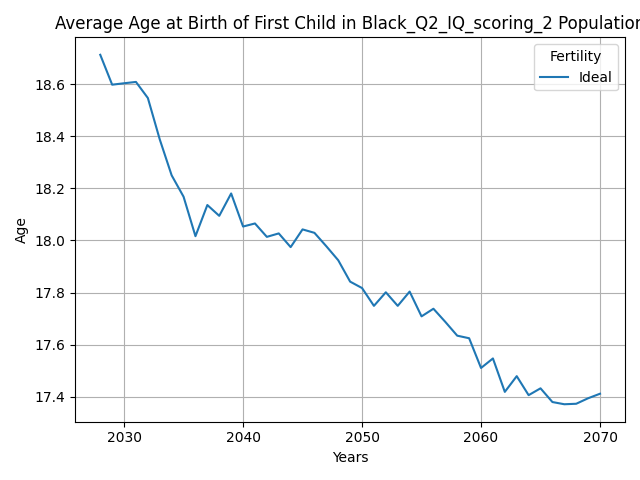 Average Age at Birth of First Child in Black_Q2_IQ_scoring_2 Population
Fertility
Ideal
18.6
18.4
18.2
18.0
17.8
17.6
17.4
Age
2030 2040 2050 2060 2070
Years